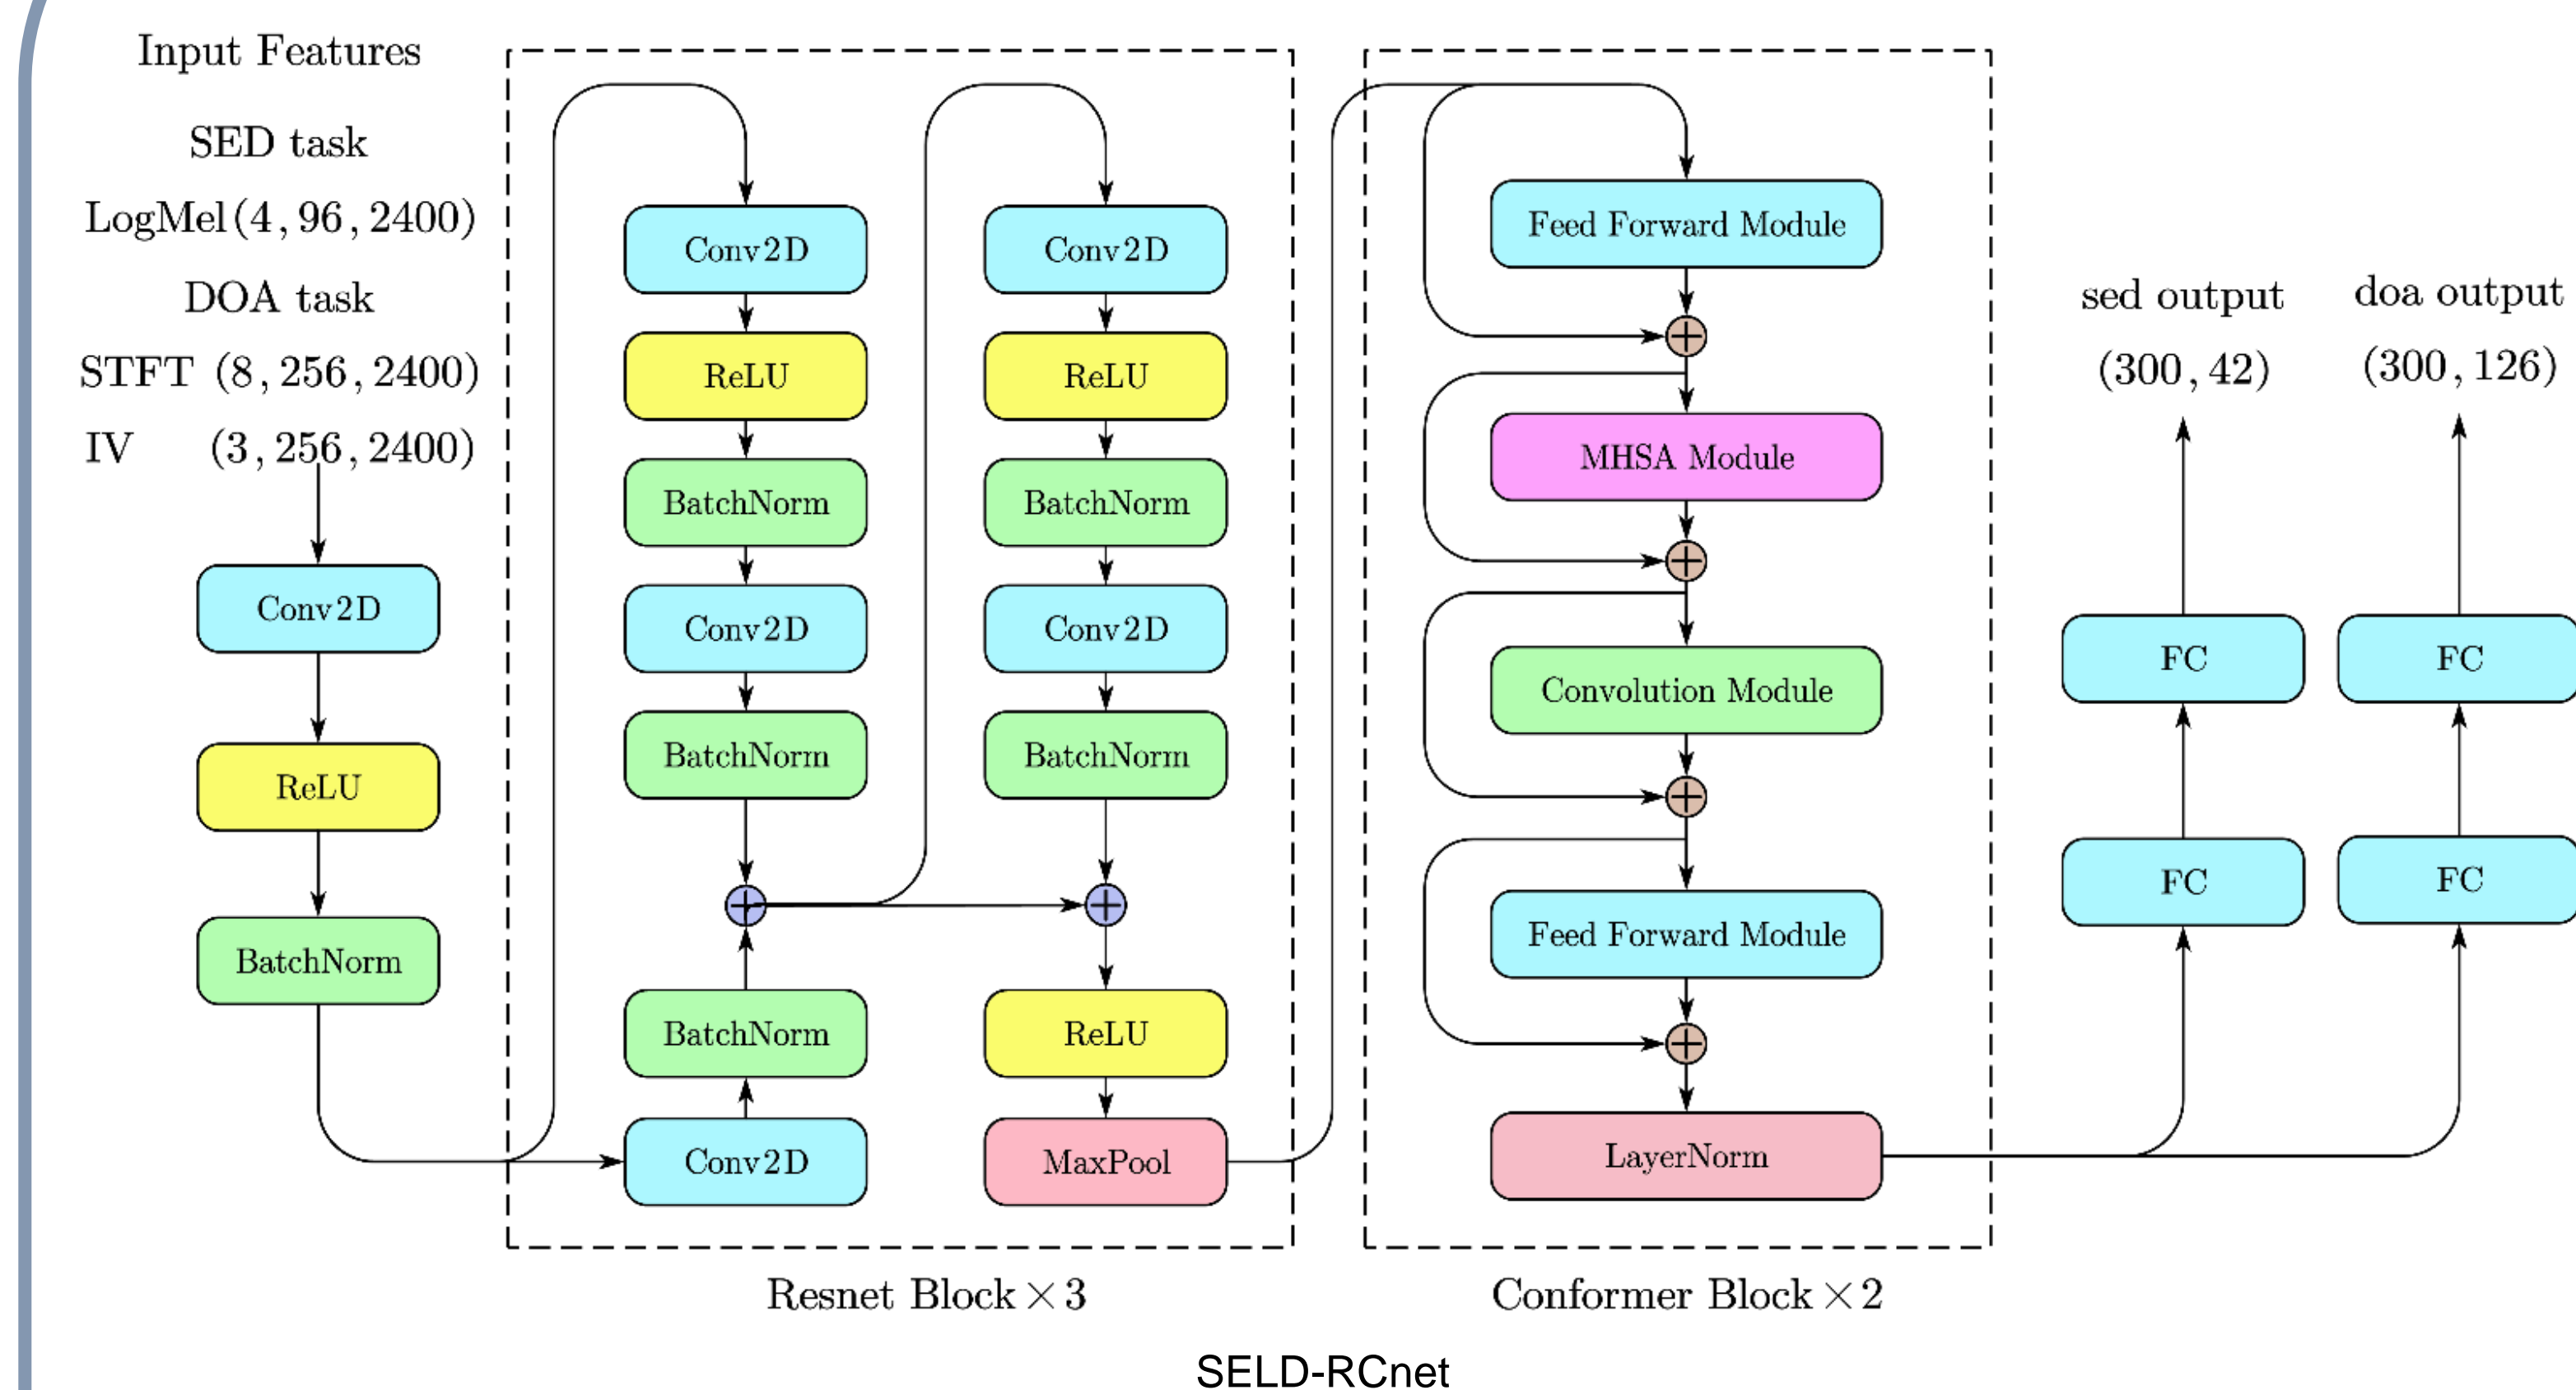 Input Features
SED task
LogMel(4, 96, 2400)
DOA task
STFT (8, 256, 2400)
IV (3, 256, 2400)
Conv2D
ReLU
BatchNorm
Conv2D
ReLU
BatchNorm
Conv2D
BatchNorm
BatchNorm
Conv2D
Conv2D
ReLU
BatchNorm
Conv2D
BatchNorm
ReLU
MaxPool
Resnet Block × 3
Feed Forward Module
MHSA Module
Convolution Module
Feed Forward Module
LayerNorm
Conformer Block × 2
sed output
(300, 42)
FC
FC
doa output
(300, 126)
FC
FC
SELD-RCnet